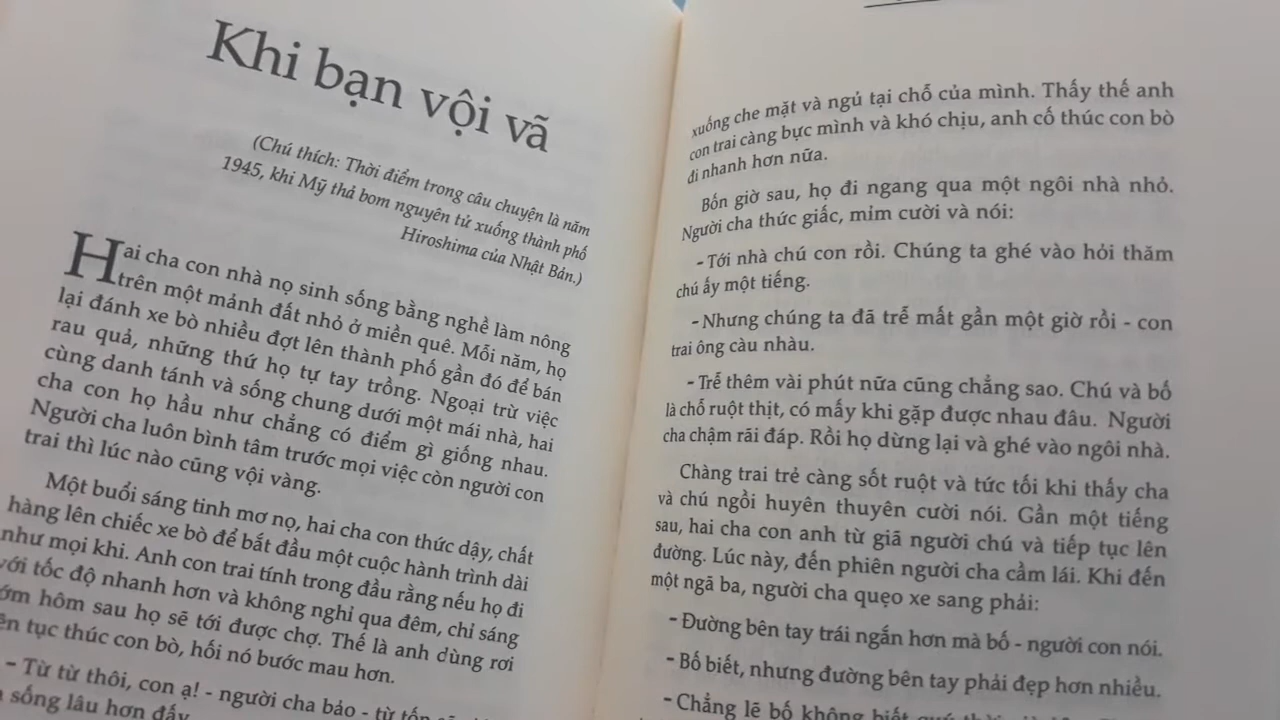 Khi bạn vội vã
(Chú thích: Thời điểm trong câu chuyện là năm
1945, khi Mỹ thả bom nguyên tử xuống thành phố
Hiroshima của Nhật Bản.)
Hai cha con nhà nọ sinh sống bằng nghề làm nông
trên một mảnh đất nhỏ ở miền quê. Mỗi năm, họ
lại đánh xe bò nhiều đợt lên thành phố gần đó để bán
rau quả, những thứ họ tự tay trồng. Ngoại trừ việc
cùng danh tánh và sống chung dưới một mái nhà, hai
cha con họ hầu như chẳng có điểm gì giống nhau.
Người cha luôn bình tâm trước mọi việc còn người con
trai thì lúc nào cũng vội vàng.
Một buổi sáng tinh mơ nọ, hai cha con thức dậy, chất
hàng lên chiếc xe bò để bắt đầu một cuộc hành trình dài
như mọi khi. Anh con trai tính trong đầu rằng nếu họ đi
với tốc độ nhanh hơn và không nghỉ qua đêm, chỉ sáng
hôm sau họ sẽ tới được chợ. Thế là anh dùng rơi
tục thúc con bò, hối nó bước mau hơn.
- Từ từ thôi, con ạ! - người cha bảo - từ tốn
sống lâu hơn đấy
xuống che mặt và ngủ tại chỗ của mình. Thấy thế anh
con trai càng bực mình và khó chịu, anh cố thúc con bò
đi nhanh hơn nữa.
Bốn giờ sau, họ đi ngang qua một ngôi nhà nhỏ.
Người cha thức giấc, mỉm cười và nói:
- Tới nhà chú con rồi. Chúng ta ghé vào hỏi thăm
chú ấy một tiếng.
- Nhưng chúng ta đã trễ mất gần một giờ rồi - con
trai ông càu nhàu.
- Trễ thêm vài phút nữa cũng chẳng sao. Chú và bố
là chỗ ruột thịt, có mấy khi gặp được nhau đâu. Người
cha chậm rãi đáp. Rồi họ dừng lại và ghé vào ngôi nhà.
Chàng trai trẻ càng sốt ruột và tức tối khi thấy cha
và chú ngồi huyên thuyên cười nói. Gần một tiếng
sau, hai cha con anh từ giã người chú và tiếp tục lên
đường. Lúc này, đến phiên người cha cầm lái. Khi đến
một ngã ba, người cha quẹo xe sang phải:
- Đường bên tay trái ngắn hơn mà bố - người con nói.
- Bố biết, nhưng đường bên tay phải đẹp hơn nhiều.
- Chẳng lẽ bố không biết